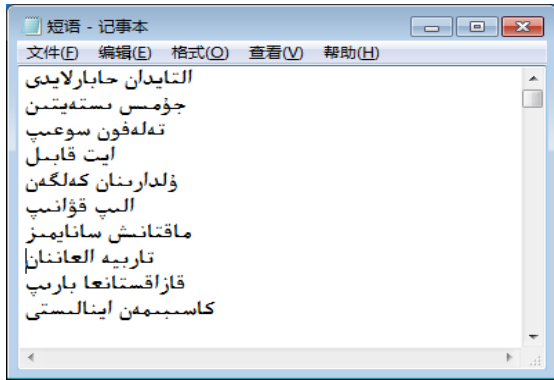 短语 - 记事本
文件(F) 编辑(E) 格式(O) 查看(V) 帮助(H)
التايدان حابارلايدى
جۇمىس ىستەيتىن
تەلەفون سوعىپ
ايت قابىل
ۇلدارىنان كەلگەن
الىپ قۋانىپ
ماقتانىش سانايمىز
تاربيە العاننان
قازاقستانعا بارىپ
كاسىبىمەن اينالىستى